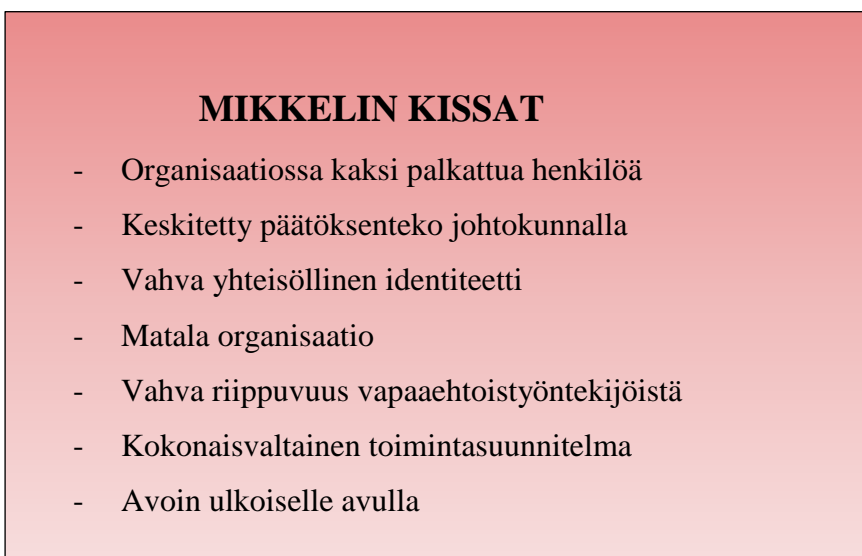 MIKKELIN KISSAT
- Organisaatiossa kaksi palkattua henkilöä
- Keskitetty päätöksenteko johtokunnalla
- Vahva yhteisöllinen identiteetti
- Matala organisaatio
- Vahva riippuvuus vapaaehtoistyöntekijöistä
- Kokonaisvaltainen toimintasuunnitelma
- Avoin ulkoiselle avulla